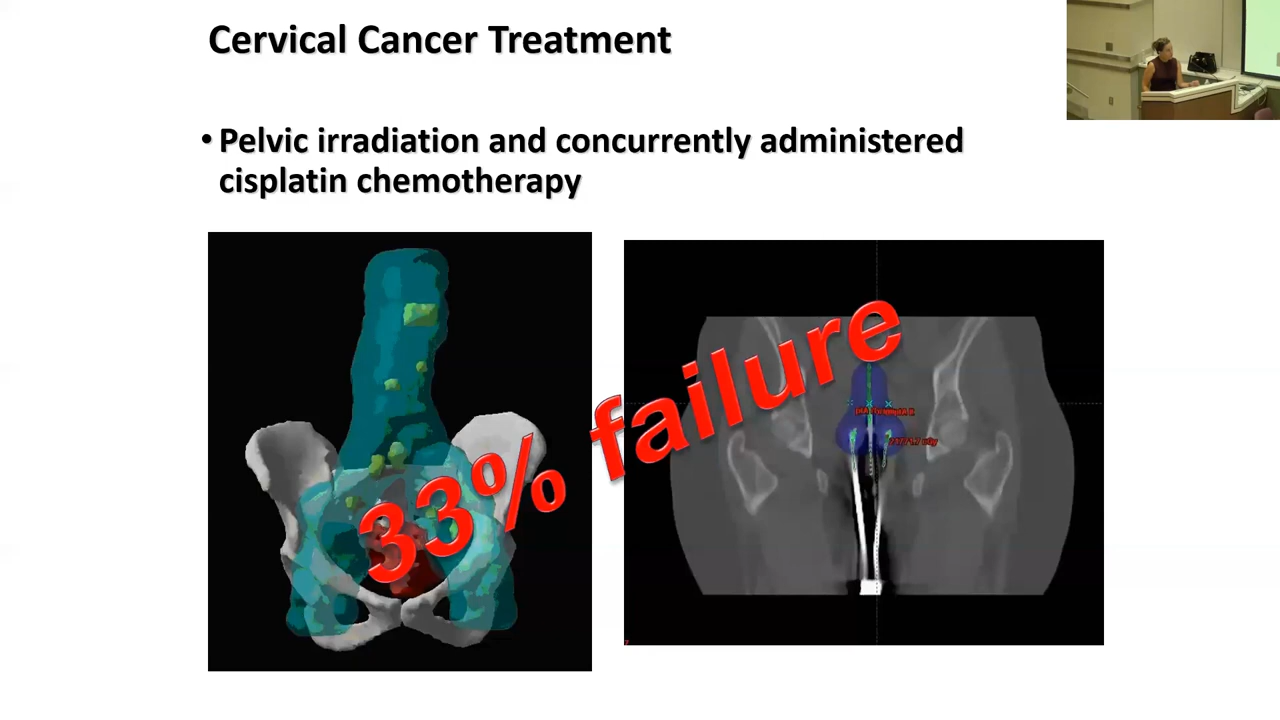 Cervical Cancer Treatment
• Pelvic irradiation and concurrently administered
cisplatin chemotherapy
33% failure